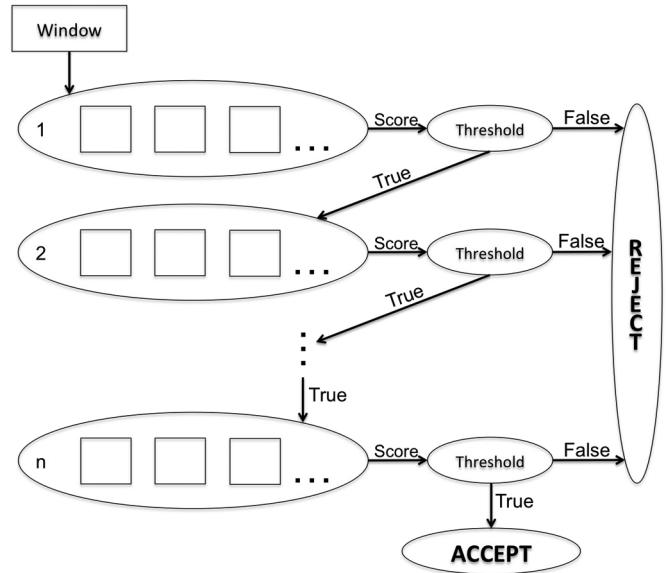 Window
1
...
Score
Threshold
False
True
2
...
Score
Threshold
False
REJECT
True
True
n
...
Score
Threshold
False
True
ACCEPT